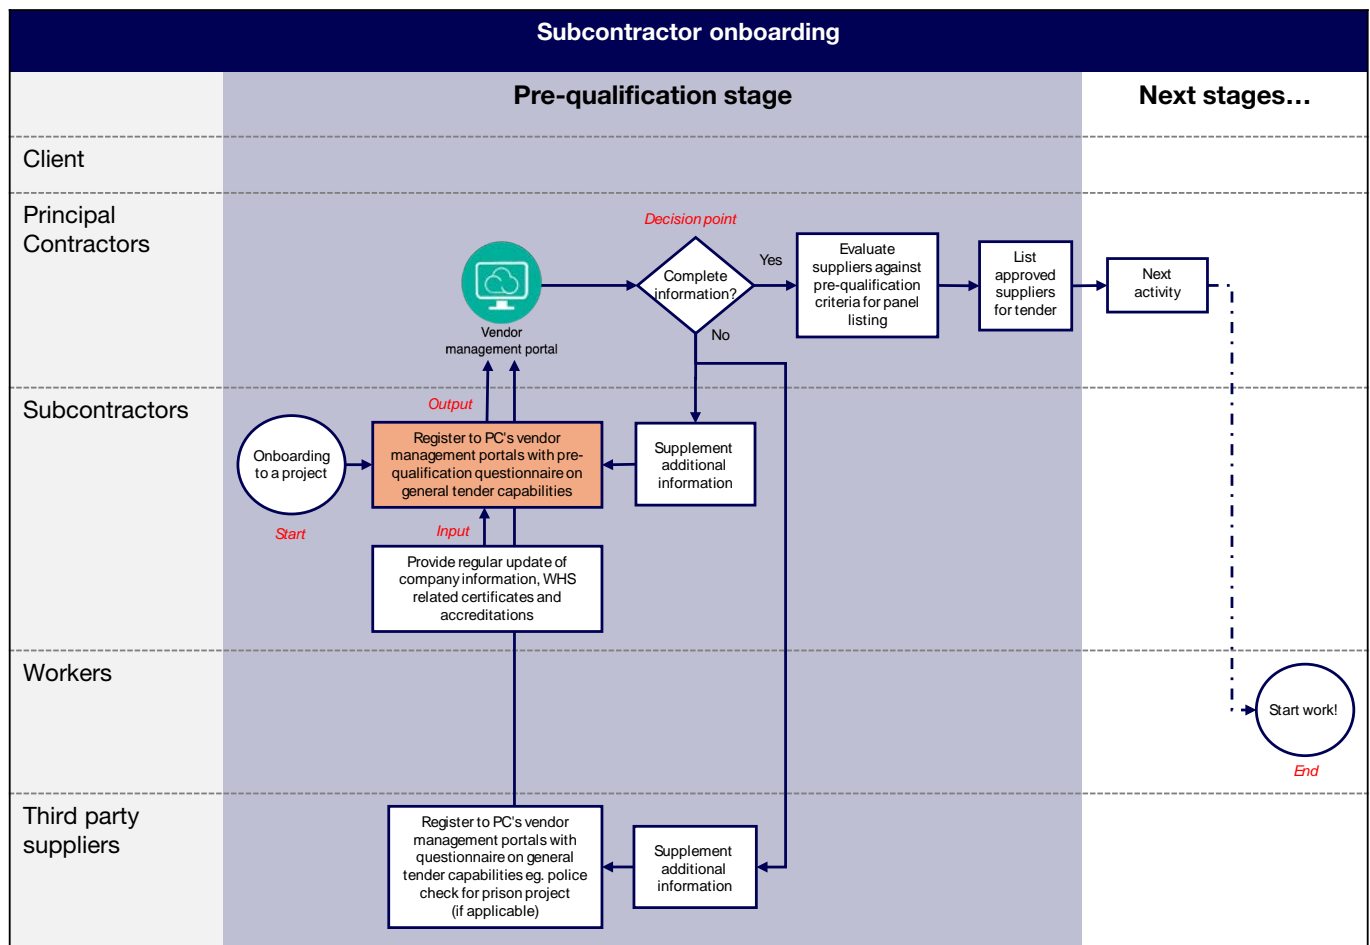 Subcontractor onboarding
Pre-qualification stage
Next stages...
Client
Principal
Contractors
Decision point
Vendor
management portal
Complete
information?
Yes
No
Evaluate
suppliers against
pre-qualification
criteria for panel
listing
List
approved
suppliers
for tender
Next
activity
Subcontractors
Output
Onboarding
to a project
Start
Register to PC's vendor
management portals with pre-
qualification questionnaire on
general tender capabilities
Supplement
additional
information
Input
Provide regular update of
company information, WHS
related certificates and
accreditations
Workers
Start work!
End
Third party
suppliers
Register to PC's vendor
management portals with
questionnaire on general
tender capabilities eg. police
check for prison project
(if applicable)
Supplement
additional
information